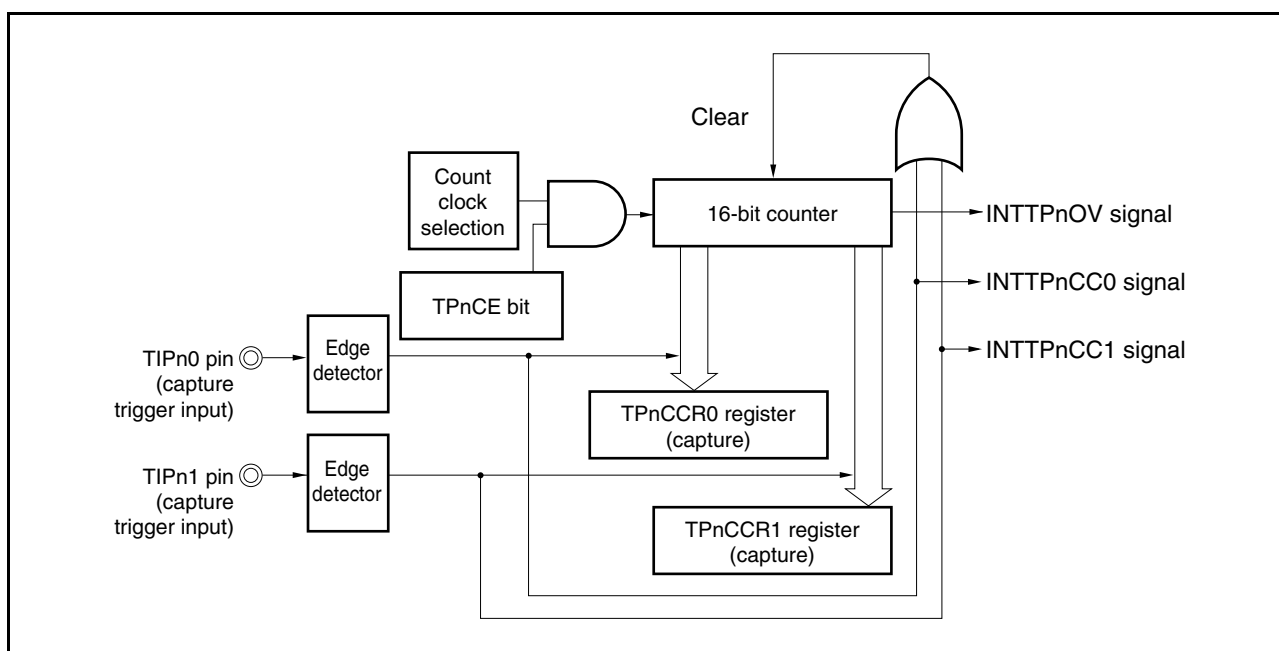 Clear
Count
clock
selection
16-bit counter
INTTPnOV signal
TPnCE bit
INTTPnCC0 signal
TIPn0 pin
(capture
trigger input)
Edge
detector
INTTPnCC1 signal
TPnCCR0 register
(capture)
TIPn1 pin
(capture
trigger input)
Edge
detector
TPnCCR1 register
(capture)